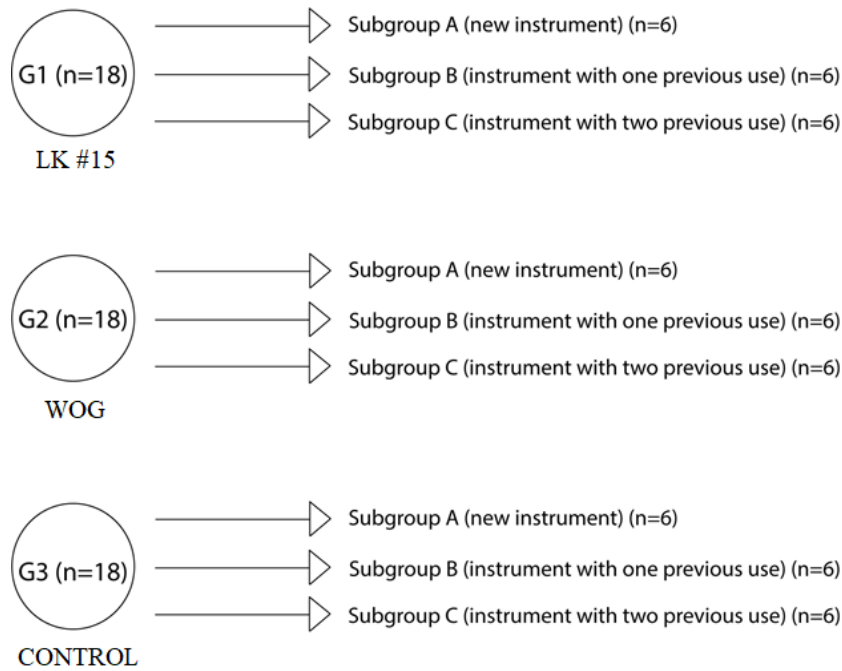 G1 (n=18)
Subgroup A (new instrument) (n=6)
Subgroup B (instrument with one previous use) (n=6)
Subgroup C (instrument with two previous use) (n=6)
LK #15
G2 (n=18)
Subgroup A (new instrument) (n=6)
Subgroup B (instrument with one previous use) (n=6)
Subgroup C (instrument with two previous use) (n=6)
WOG
G3 (n=18)
Subgroup A (new instrument) (n=6)
Subgroup B (instrument with one previous use) (n=6)
Subgroup C (instrument with two previous use) (n=6)
CONTROL